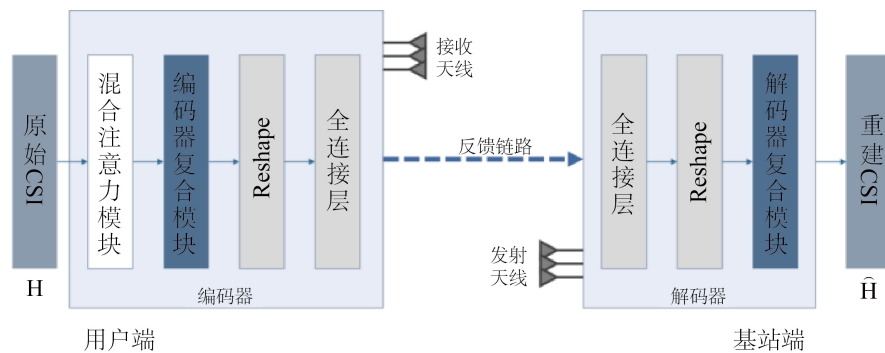 原始CSI
H
混合注意力模块
编码器复合模块
Reshape
全连接层
编码器
用户端
接收
天线
反馈链路
发射
天线
全连接层
Reshape
解码器复合模块
解码器
基站端
重建CSI
Ĥ